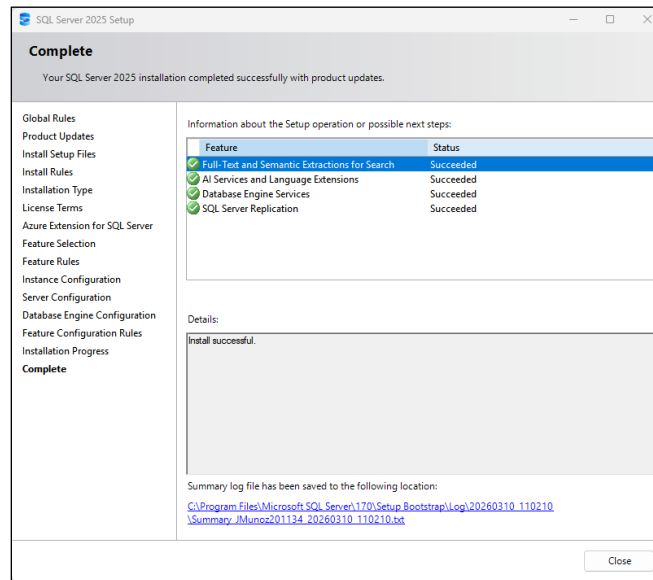 SQL Server 2025 Setup
Complete
Your SQL Server 2025 installation completed successfully with product updates.
Global Rules
Product Updates
Install Setup Files
Install Rules
Installation Type
License Terms
Azure Extension for SQL Server
Feature Selection
Feature Rules
Instance Configuration
Server Configuration
Database Engine Configuration
Feature Configuration Rules
Installation Progress
Complete
Information about the Setup operation or possible next steps:
Feature Status
Full-Text and Semantic Extractions for Search Succeeded
AI Services and Language Extensions Succeeded
Database Engine Services Succeeded
SQL Server Replication Succeeded
Details:
Install successful.
Summary log file has been saved to the following location:
C:\Program Files\Microsoft SQL Server\170\Setup Bootstrap\Log\20260310_110210
\Summary_JMunoz201134_20260310_110210.txt
Close